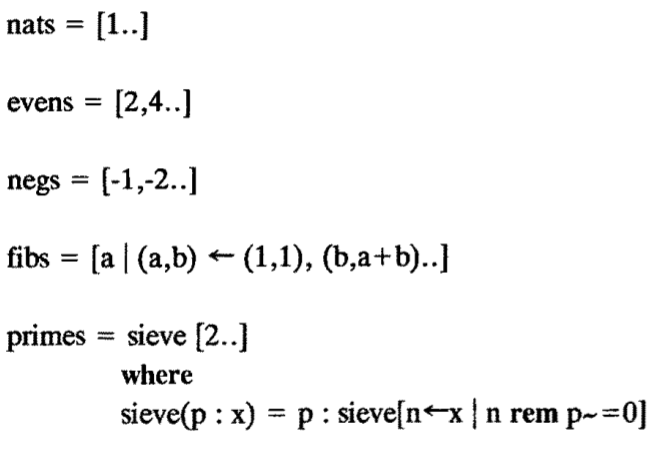 nats = [1..]
evens = [2,4..]
negs = [-1,-2..]
fibs = [a | (a,b) ← (1,1), (b,a+b)..]
primes = sieve [2..]
where
sieve(p : x) = p : sieve[n←x | n rem p~=0]